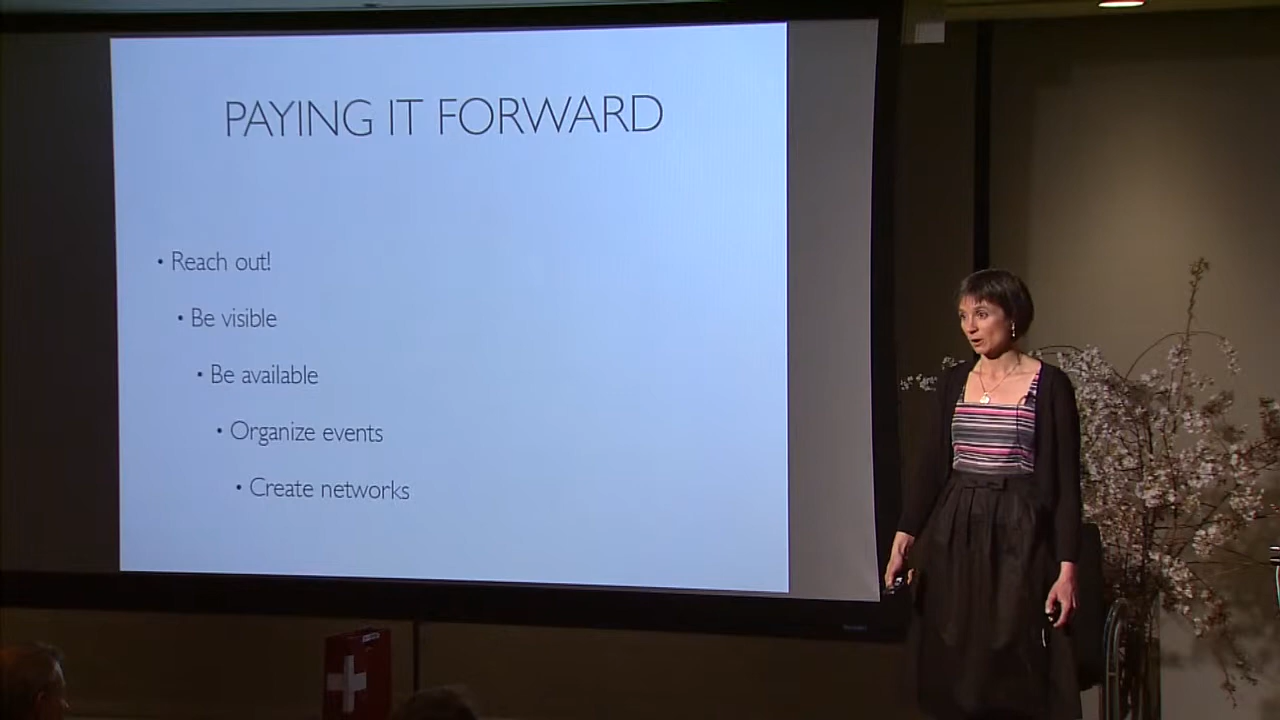 PAYING IT FORWARD
• Reach out!
• Be visible
• Be available
• Organize events
• Create networks